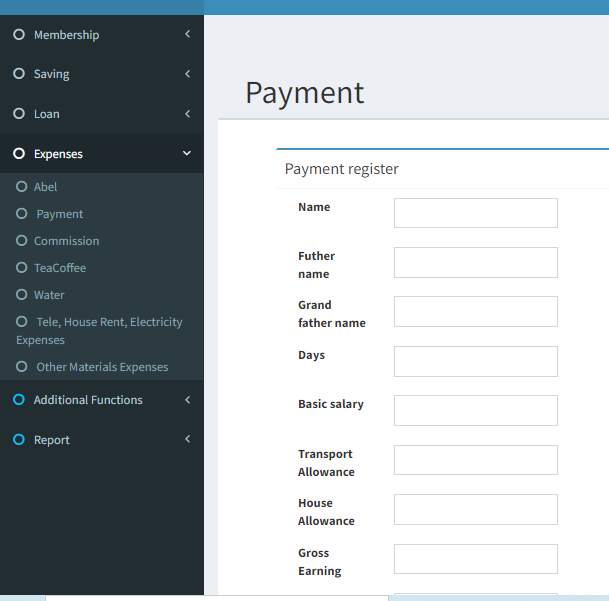 Membership
Saving
Loan
Expenses
Abel
Payment
Commission
TeaCoffee
Water
Tele, House Rent, Electricity
Expenses
Other Materials Expenses
Additional Functions
Report
Payment
Payment register
Name
Futher
name
Grand
father name
Days
Basic salary
Transport
Allowance
House
Allowance
Gross
Earning